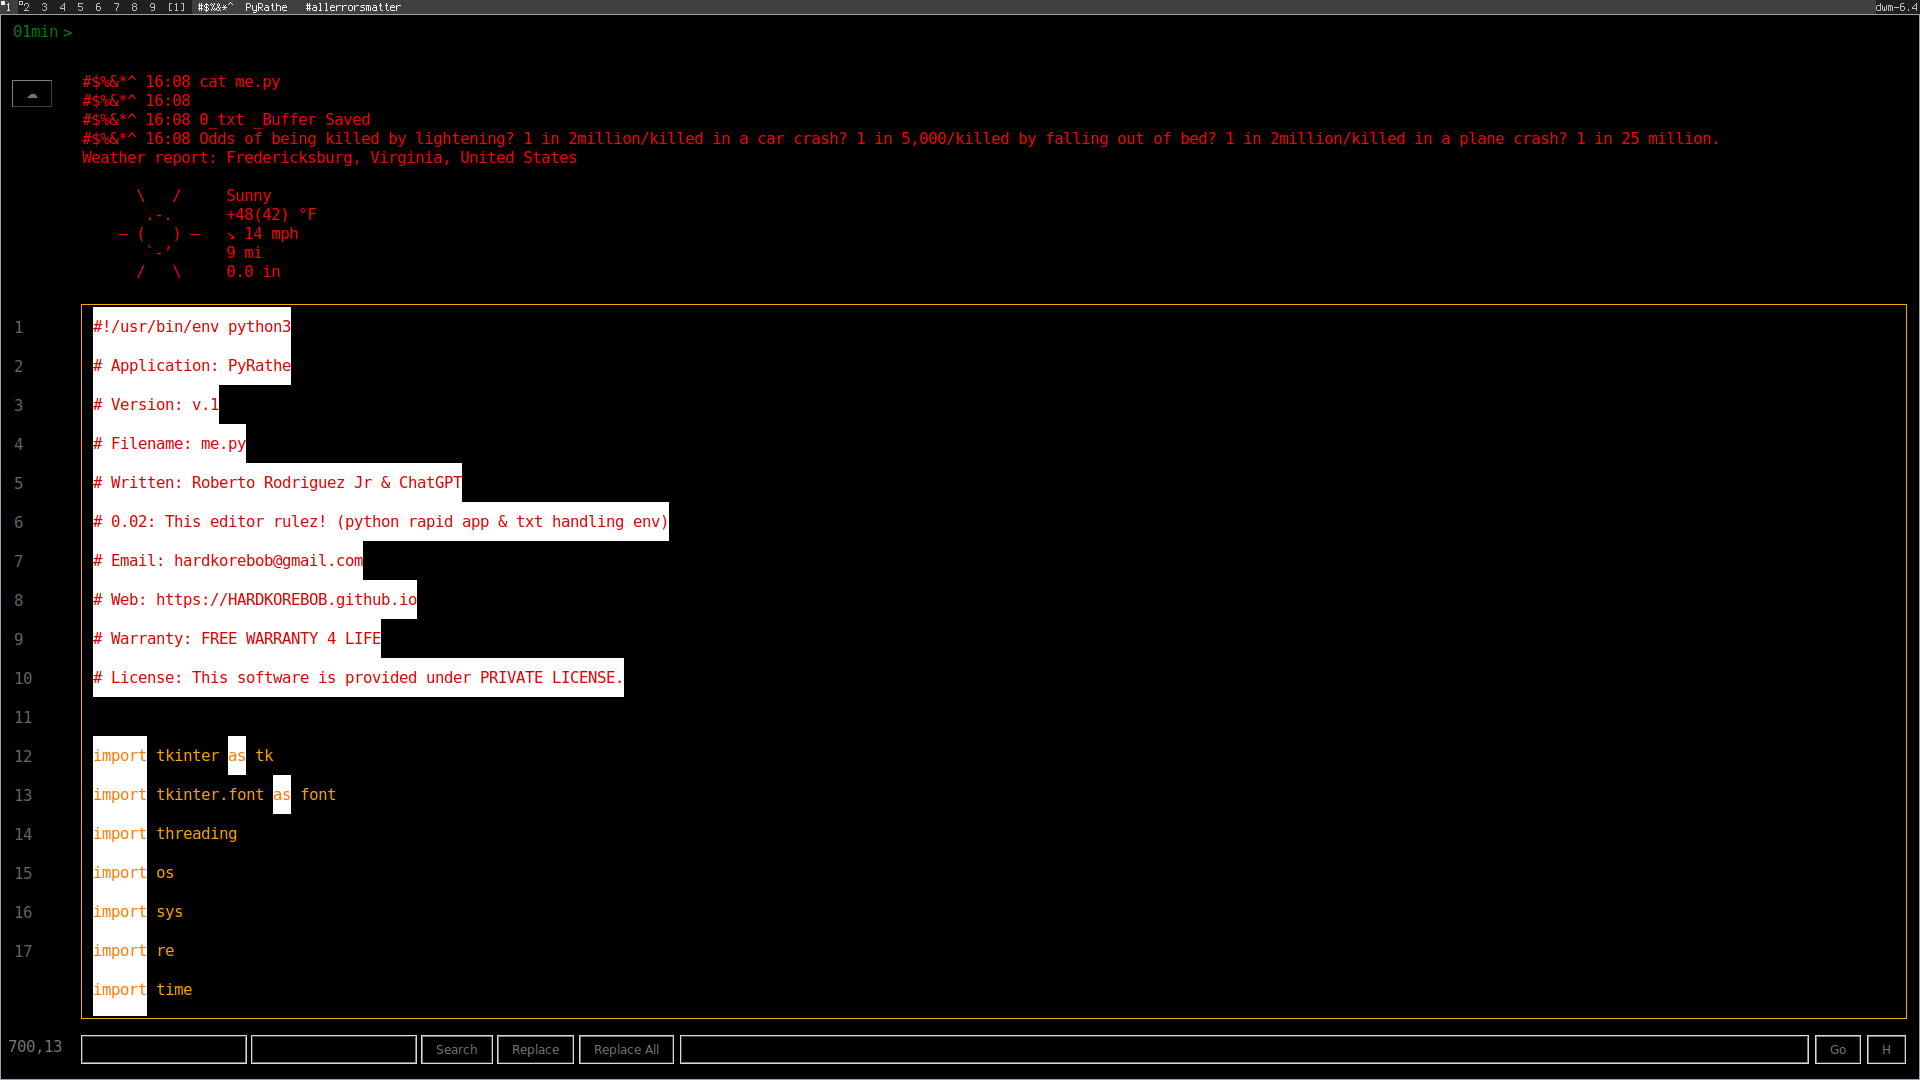 1 2 3 4 5 6 7 8 9 [1] #$%&*^ PyRathe #allerrorsmatter dwm-6.4
01min >
#$%&*^ 16:08 cat me.py
#$%&*^ 16:08
#$%&*^ 16:08 0_txt _Buffer Saved
#$%&*^ 16:08 Odds of being killed by lightening? 1 in 2million/killed in a car crash? 1 in 5,000/killed by falling out of bed? 1 in 2million/killed in a plane crash? 1 in 25 million.
Weather report: Fredericksburg, Virginia, United States
\ / Sunny
.-. +48(42) °F
― ( ) ― ↘ 14 mph
`-’ 9 mi
/ \ 0.0 in
1 #!/usr/bin/env python3
2 # Application: PyRathe
3 # Version: v.1
4 # Filename: me.py
5 # Written: Roberto Rodriguez Jr & ChatGPT
6 # 0.02: This editor rulez! (python rapid app & txt handling env)
7 # Email: hardkorebob@gmail.com
8 # Web: https://HARDKOREBOB.github.io
9 # Warranty: FREE WARRANTY 4 LIFE
10 # License: This software is provided under PRIVATE LICENSE.
11
12 import tkinter as tk
13 import tkinter.font as font
14 import threading
15 import os
16 import sys
17 import re
import time
700,13 Search Replace Replace All Go H